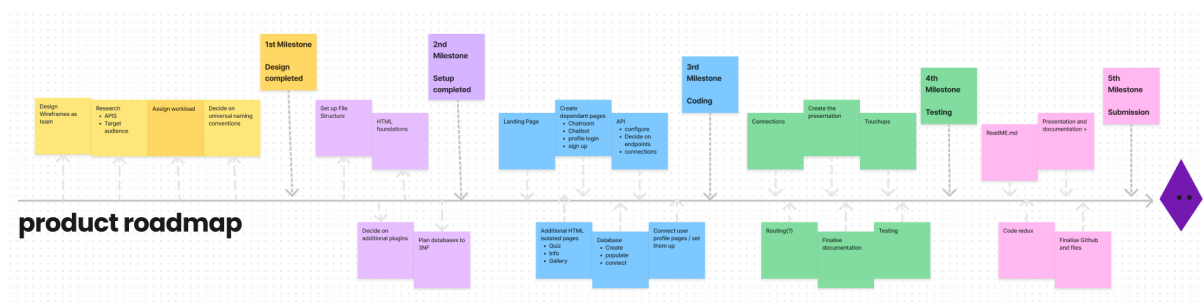 1st Milestone
Design
completed
Design
Wireframes as
team
Research
• APIS
• Target
audience
Assign workload
Decide on
universal naming
conventions
2nd
Milestone
Setup
completed
Set up File
Structure
HTML
foundations
Decide on
additional plugins
Plan databases to
3NF
3rd
Milestone
Coding
Landing Page
Create
dependant pages
• Chatroom
• Chatbot
• profile login
• sign up
API
• configure
• Decide on
endpoints
• connections
Additional HTML
isolated pages
• Quiz
• Info
• Gallery
Database
• Create
• populate
• connect
Connect user
profile pages / set
them up
4th
Milestone
Testing
Connections
Create the
presentation
Touchups
Routing(?)
Finalise
documentation
Testing
5th
Milestone
Submission
ReadME.md
Presentation and
documentation +
Code redux
Finalise Github
and files
product roadmap